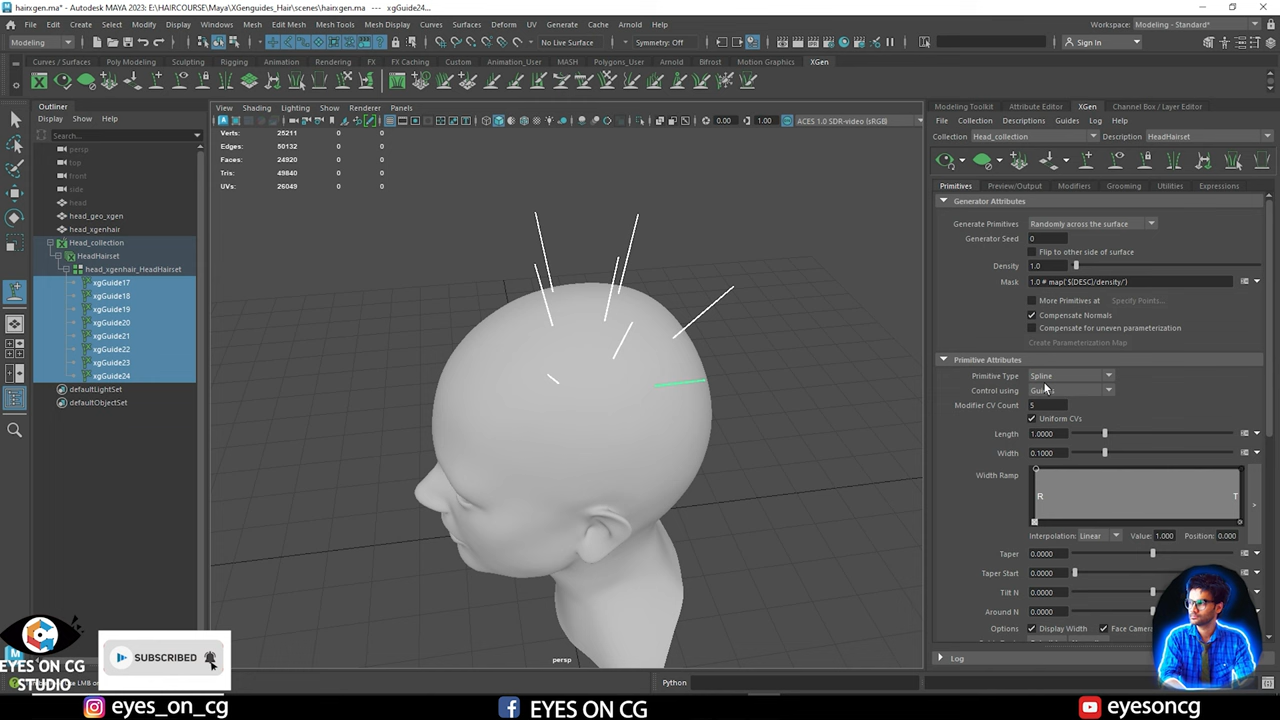 hairxgen.ma* - Autodesk MAYA 2023: E:\HAIRCOURSE\Maya\XGenguides_Hair\scenes\hairxgen.ma* --- xgGuide24...
File Edit Create Select Modify Display Windows Mesh Edit Mesh Mesh Tools Mesh Display Curves Surfaces Deform UV Generate Cache Arnold Help
Workspace: Modeling - Standard*
Modeling
No Live Surface
Symmetry: Off
Sign In
Curves / Surfaces Poly Modeling Sculpting Rigging Animation Rendering FX FX Caching Custom Animation_User MASH Polygons_User Arnold Bifrost Motion Graphics XGen
Outliner
Display Show Help
Search...
persp
top
front
side
head
head_geo_xgen
head_xgenhair
Head_collection
HeadHairset
head_xgenhair_HeadHairset
xgGuide17
xgGuide18
xgGuide19
xgGuide20
xgGuide21
xgGuide22
xgGuide23
xgGuide24
defaultLightSet
defaultObjectSet
View Shading Lighting Show Renderer Panels
0.00 1.00 ACES 1.0 SDR-video (sRGB)
Verts: 25211 0 0
Edges: 50132 0 0
Faces: 24920 0 0
Tris: 49840 0 0
UVs: 26049 0 0
persp
Modeling Toolkit Attribute Editor XGen Channel Box / Layer Editor
File Collection Descriptions Guides Log Help
Collection Head_collection Description HeadHairset
Primitives Preview/Output Modifiers Grooming Utilities Expressions
Generator Attributes
Generate Primitives Randomly across the surface
Generator Seed 0
Flip to other side of surface
Density 1.0
Mask 1.0 # map('${DESC}/density/')
More Primitives at Specify Points...
Compensate Normals
Compensate for uneven parameterization
Create Parameterization Map
Primitive Attributes
Primitive Type Spline
Control using
Modifier CV Count 5
Uniform CVs
Length 1.0000
Width 0.1000
Width Ramp
R T
>
Interpolation: Linear Value: 1.000 Position: 0.000
Taper 0.0000
Taper Start 0.0000
Tilt N 0.0000
Around N 0.0000
Options Display Width Face Camera
Log
Python
SUBSCRIBED
EYES ON CG
STUDIO
eyes_on_cg
EYES ON CG
eyesoncg